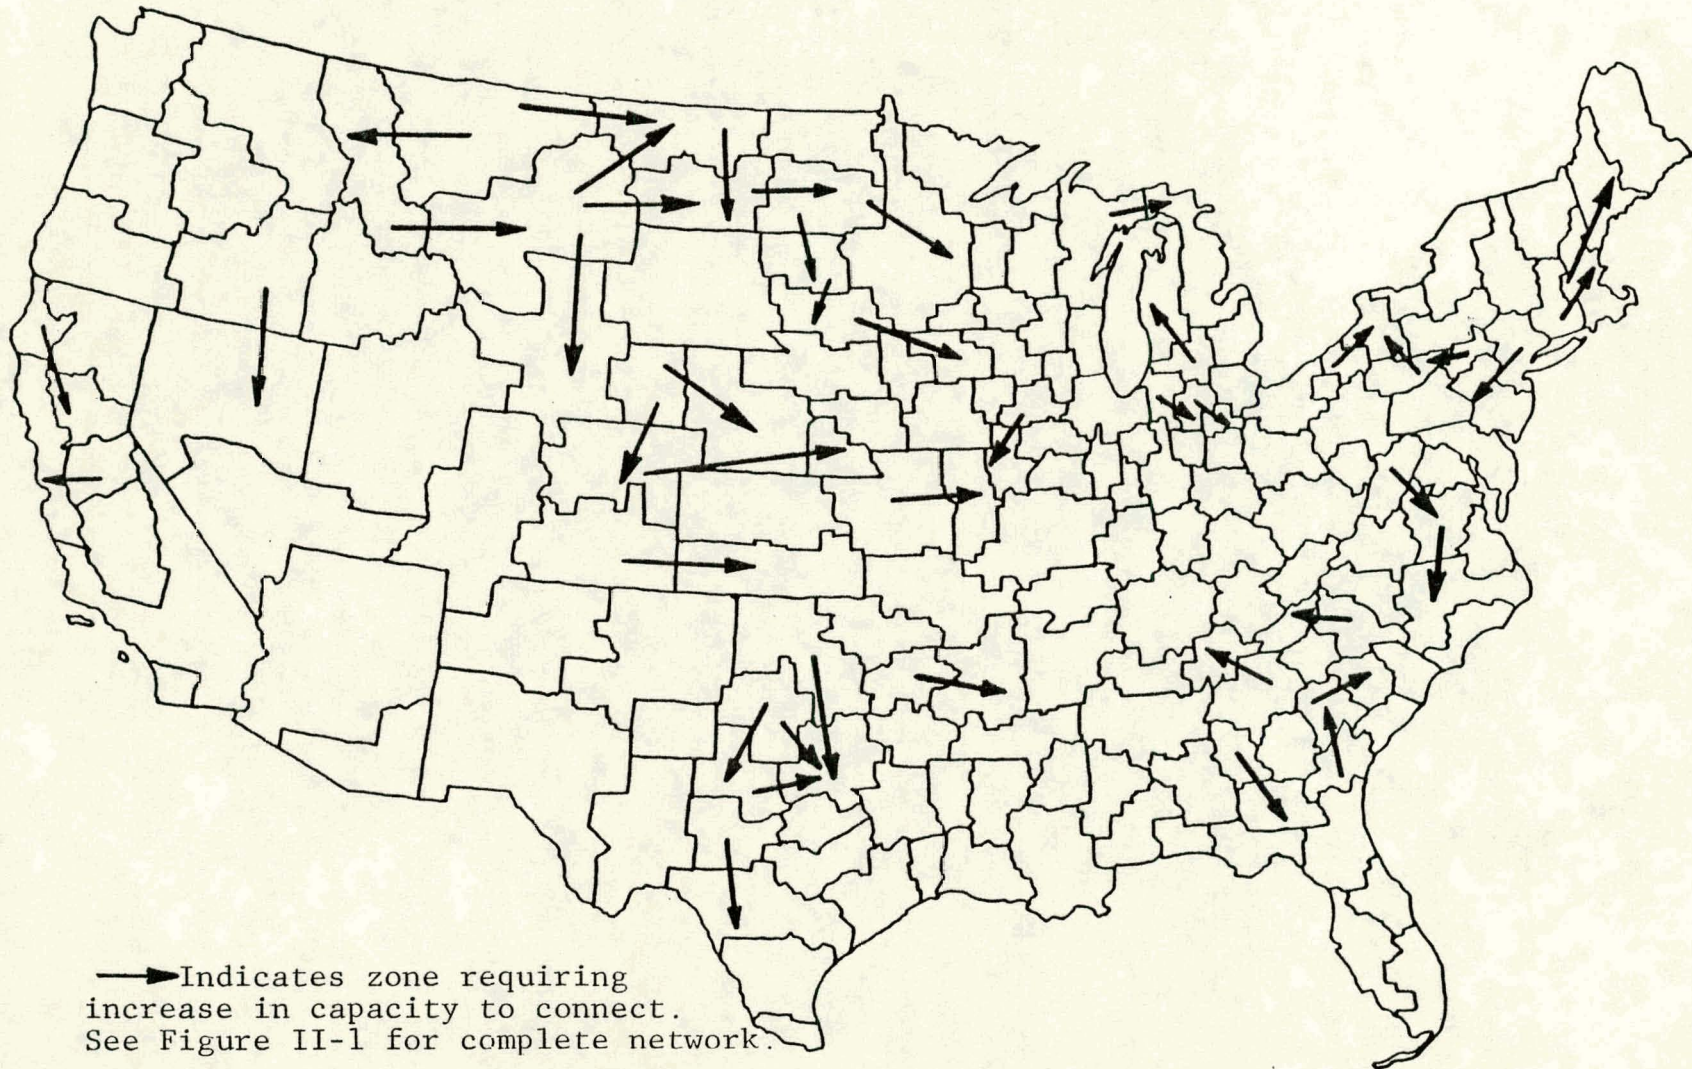 Indicates zone requiring
increase in capacity to connect.
See Figure II-1 for complete network.